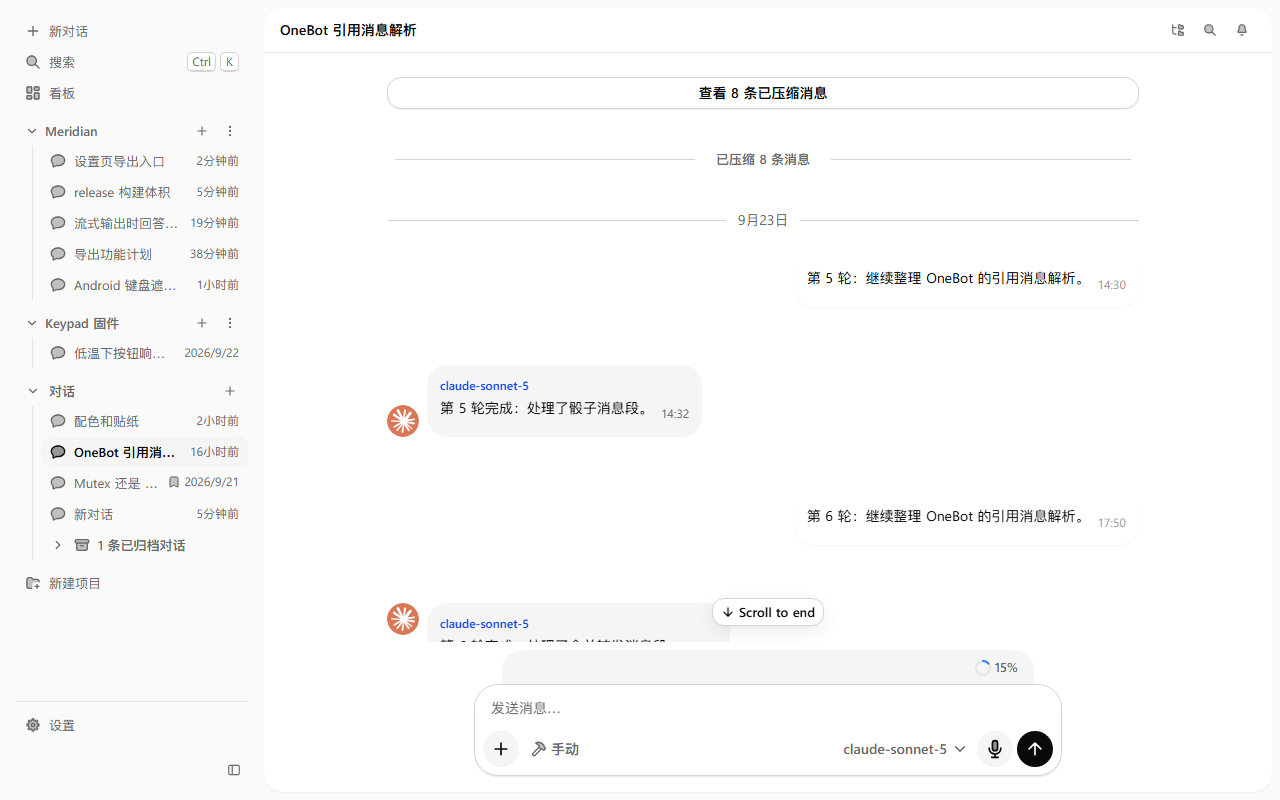 新对话
搜索 Ctrl K
看板
Meridian
设置页导出入口 2分钟前
release 构建体积 5分钟前
流式输出时回答… 19分钟前
导出功能计划 38分钟前
Android 键盘遮… 1小时前
Keypad 固件
低温下按钮响… 2026/9/22
对话
配色和贴纸 2小时前
OneBot 引用消… 16小时前
Mutex 还是 … 2026/9/21
新对话 5分钟前
1 条已归档对话
新建项目
设置
OneBot 引用消息解析
查看 8 条已压缩消息
已压缩 8 条消息
9月23日
第 5 轮：继续整理 OneBot 的引用消息解析。 14:30
claude-sonnet-5
第 5 轮完成：处理了骰子消息段。 14:32
第 6 轮：继续整理 OneBot 的引用消息解析。 17:50
claude-sonnet-5
Scroll to end
15%
发送消息…
手动
claude-sonnet-5